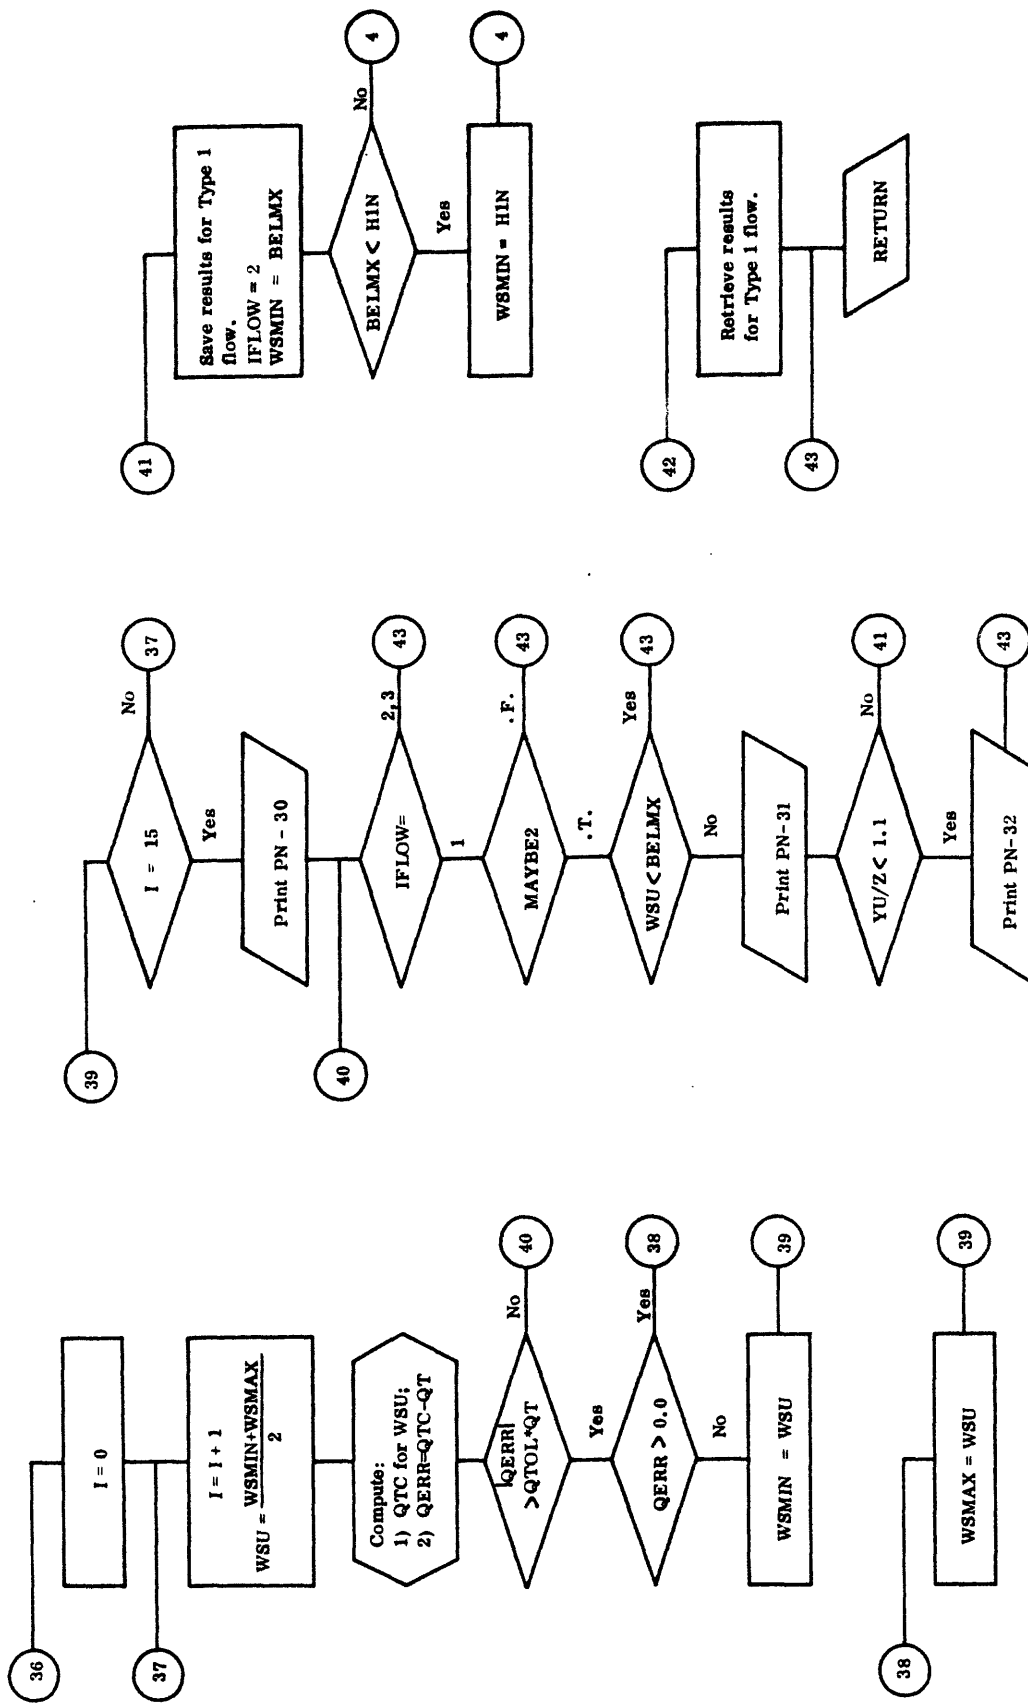 36
I = 0
37
I = I + 1
WSU = WSMIN+WSMAX
2
Compute:
1) QTC for WSU;
2) QERR=QTC-QT
|QERR|
>QTOL*QT
No
40
Yes
QERR > 0.0
Yes
38
No
WSMIN = WSU
39
38
WSMAX = WSU
39
39
I = 15
No
37
Yes
Print PN - 30
40
IFLOW=
2,3
43
1
MAYBE2
.F.
43
.T.
WSU < BELMX
Yes
43
No
Print PN-31
YU/Z < 1.1
No
41
Yes
Print PN-32
43
41
Save results for Type 1
flow.
IFLOW = 2
WSMIN = BELMX
BELMX < H1N
No
4
Yes
WSMIN = H1N
4
42
Retrieve results
for Type 1 flow.
43
RETURN